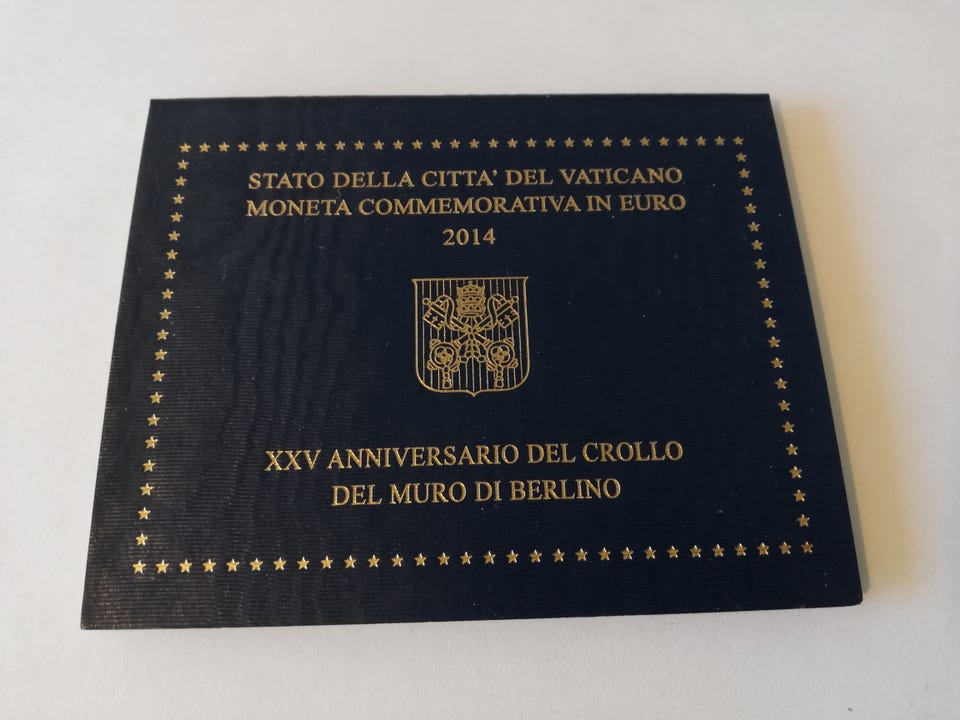 STATO DELLA CITTA' DEL VATICANO
MONETA COMMEMORATIVA IN EURO
2014
XXV ANNIVERSARIO DEL CROLLO
DEL MURO DI BERLINO